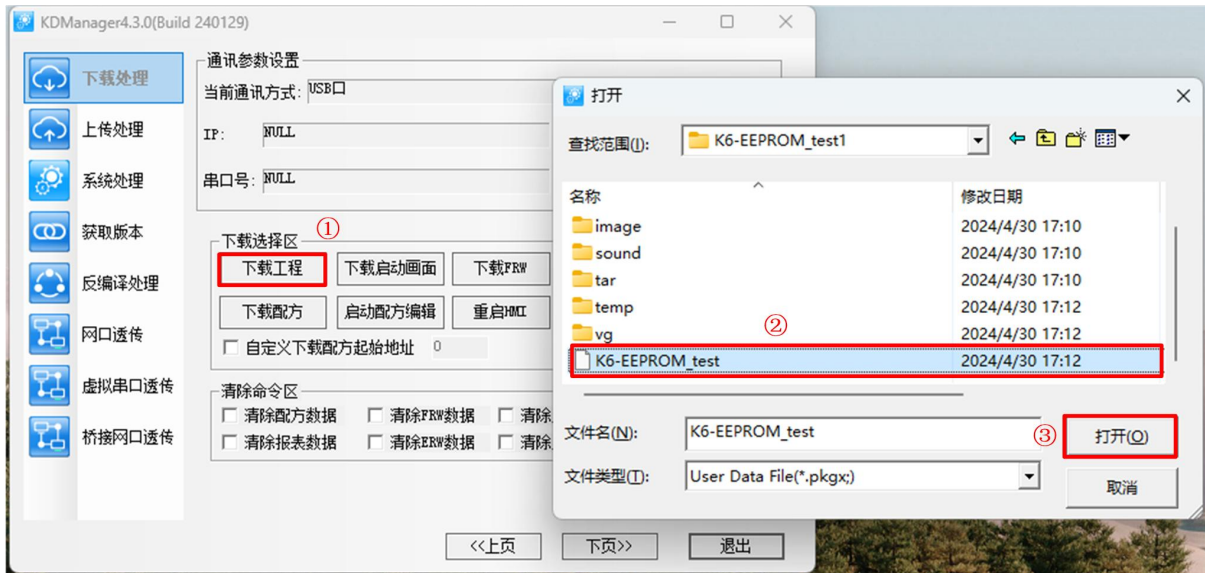 KDManager4.3.0(Build 240129)
下载处理
上传处理
系统处理
获取版本
反编译处理
网口透传
虚拟串口透传
桥接网口透传
通讯参数设置
当前通讯方式: USB口
IP: NULL
串口号: NULL
①
下载选择区
下载工程 下载启动画面 下载FRW
下载配方 启动配方编辑 重启HMI
自定义下载配方起始地址 0
清除命令区
清除配方数据 清除FRW数据 清除
清除报表数据 清除ERW数据 清除
<<上页 下页>> 退出
打开
查找范围(I): K6-EEPROM_test1
名称 修改日期
image 2024/4/30 17:10
sound 2024/4/30 17:10
tar 2024/4/30 17:10
temp 2024/4/30 17:12
vg 2024/4/30 17:12
②
K6-EEPROM_test 2024/4/30 17:12
文件名(N): K6-EEPROM_test ③ 打开(O)
文件类型(T): User Data File(*.pkgx;) 取消